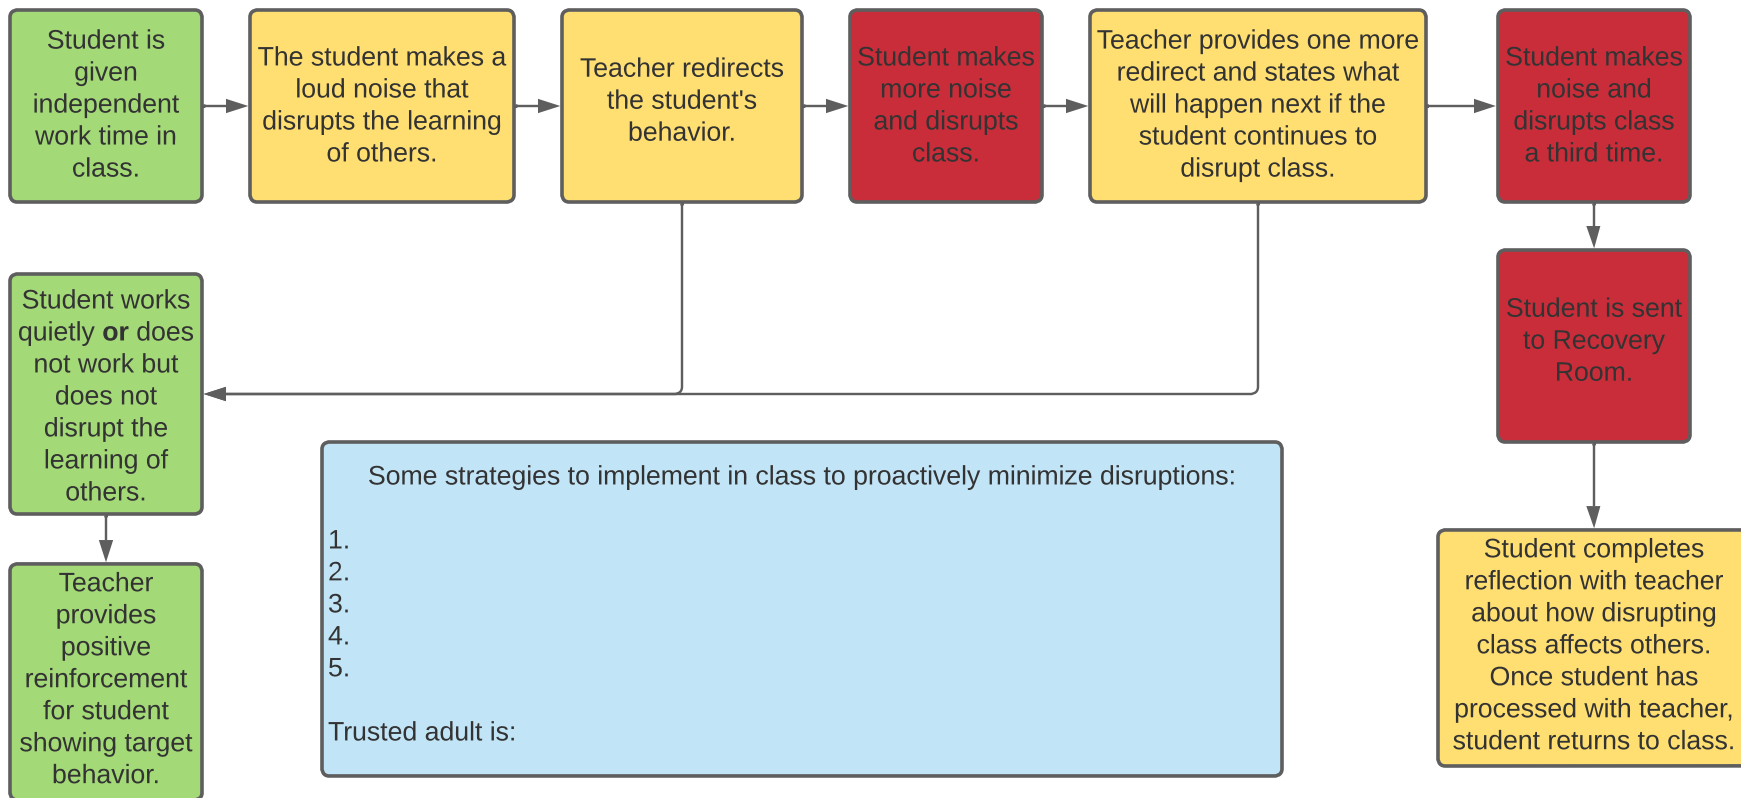 Student is
given
independent
work time in
class.
The student makes a
loud noise that
disrupts the learning
of others.
Teacher redirects
the student's
behavior.
Student makes
more noise
and disrupts
class.
Teacher provides one more
redirect and states what
will happen next if the
student continues to
disrupt class.
Student makes
noise and
disrupts class
a third time.
Student is sent
to Recovery
Room.
Student completes
reflection with teacher
about how disrupting
class affects others.
Once student has
processed with teacher,
student returns to class.
Student works
quietly or does
not work but
does not
disrupt the
learning of
others.
Teacher
provides
positive
reinforcement
for student
showing target
behavior.
Some strategies to implement in class to proactively minimize disruptions:
1.
2.
3.
4.
5.
Trusted adult is: